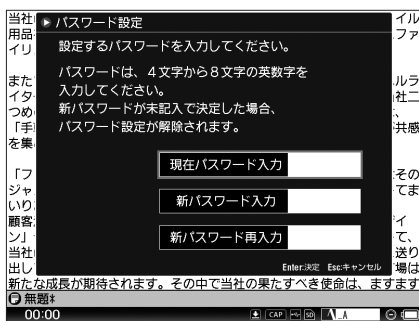 当社 イル
用品 ファ
イリ
▶ パスワード設定
設定するパスワードを入力してください。
パスワードは、４文字から８文字の英数字を
入力してください。
新パスワードが未記入で決定した場合、
パスワード設定が解除されます。
また ルラ
イタ 社二
つめ 、
「手 共感
を集
現在パスワード入力
新パスワード入力
新パスワード再入力
Enter:決定 Esc:キャンセル
「フ その
ジャ てま
いり
顧客 イ
ン」 て、
当社 送り
出し 場は
新たな成長が期待される。その中で当社の果たすべき使命は、ますます
無題*
00:00 CAP SD _A